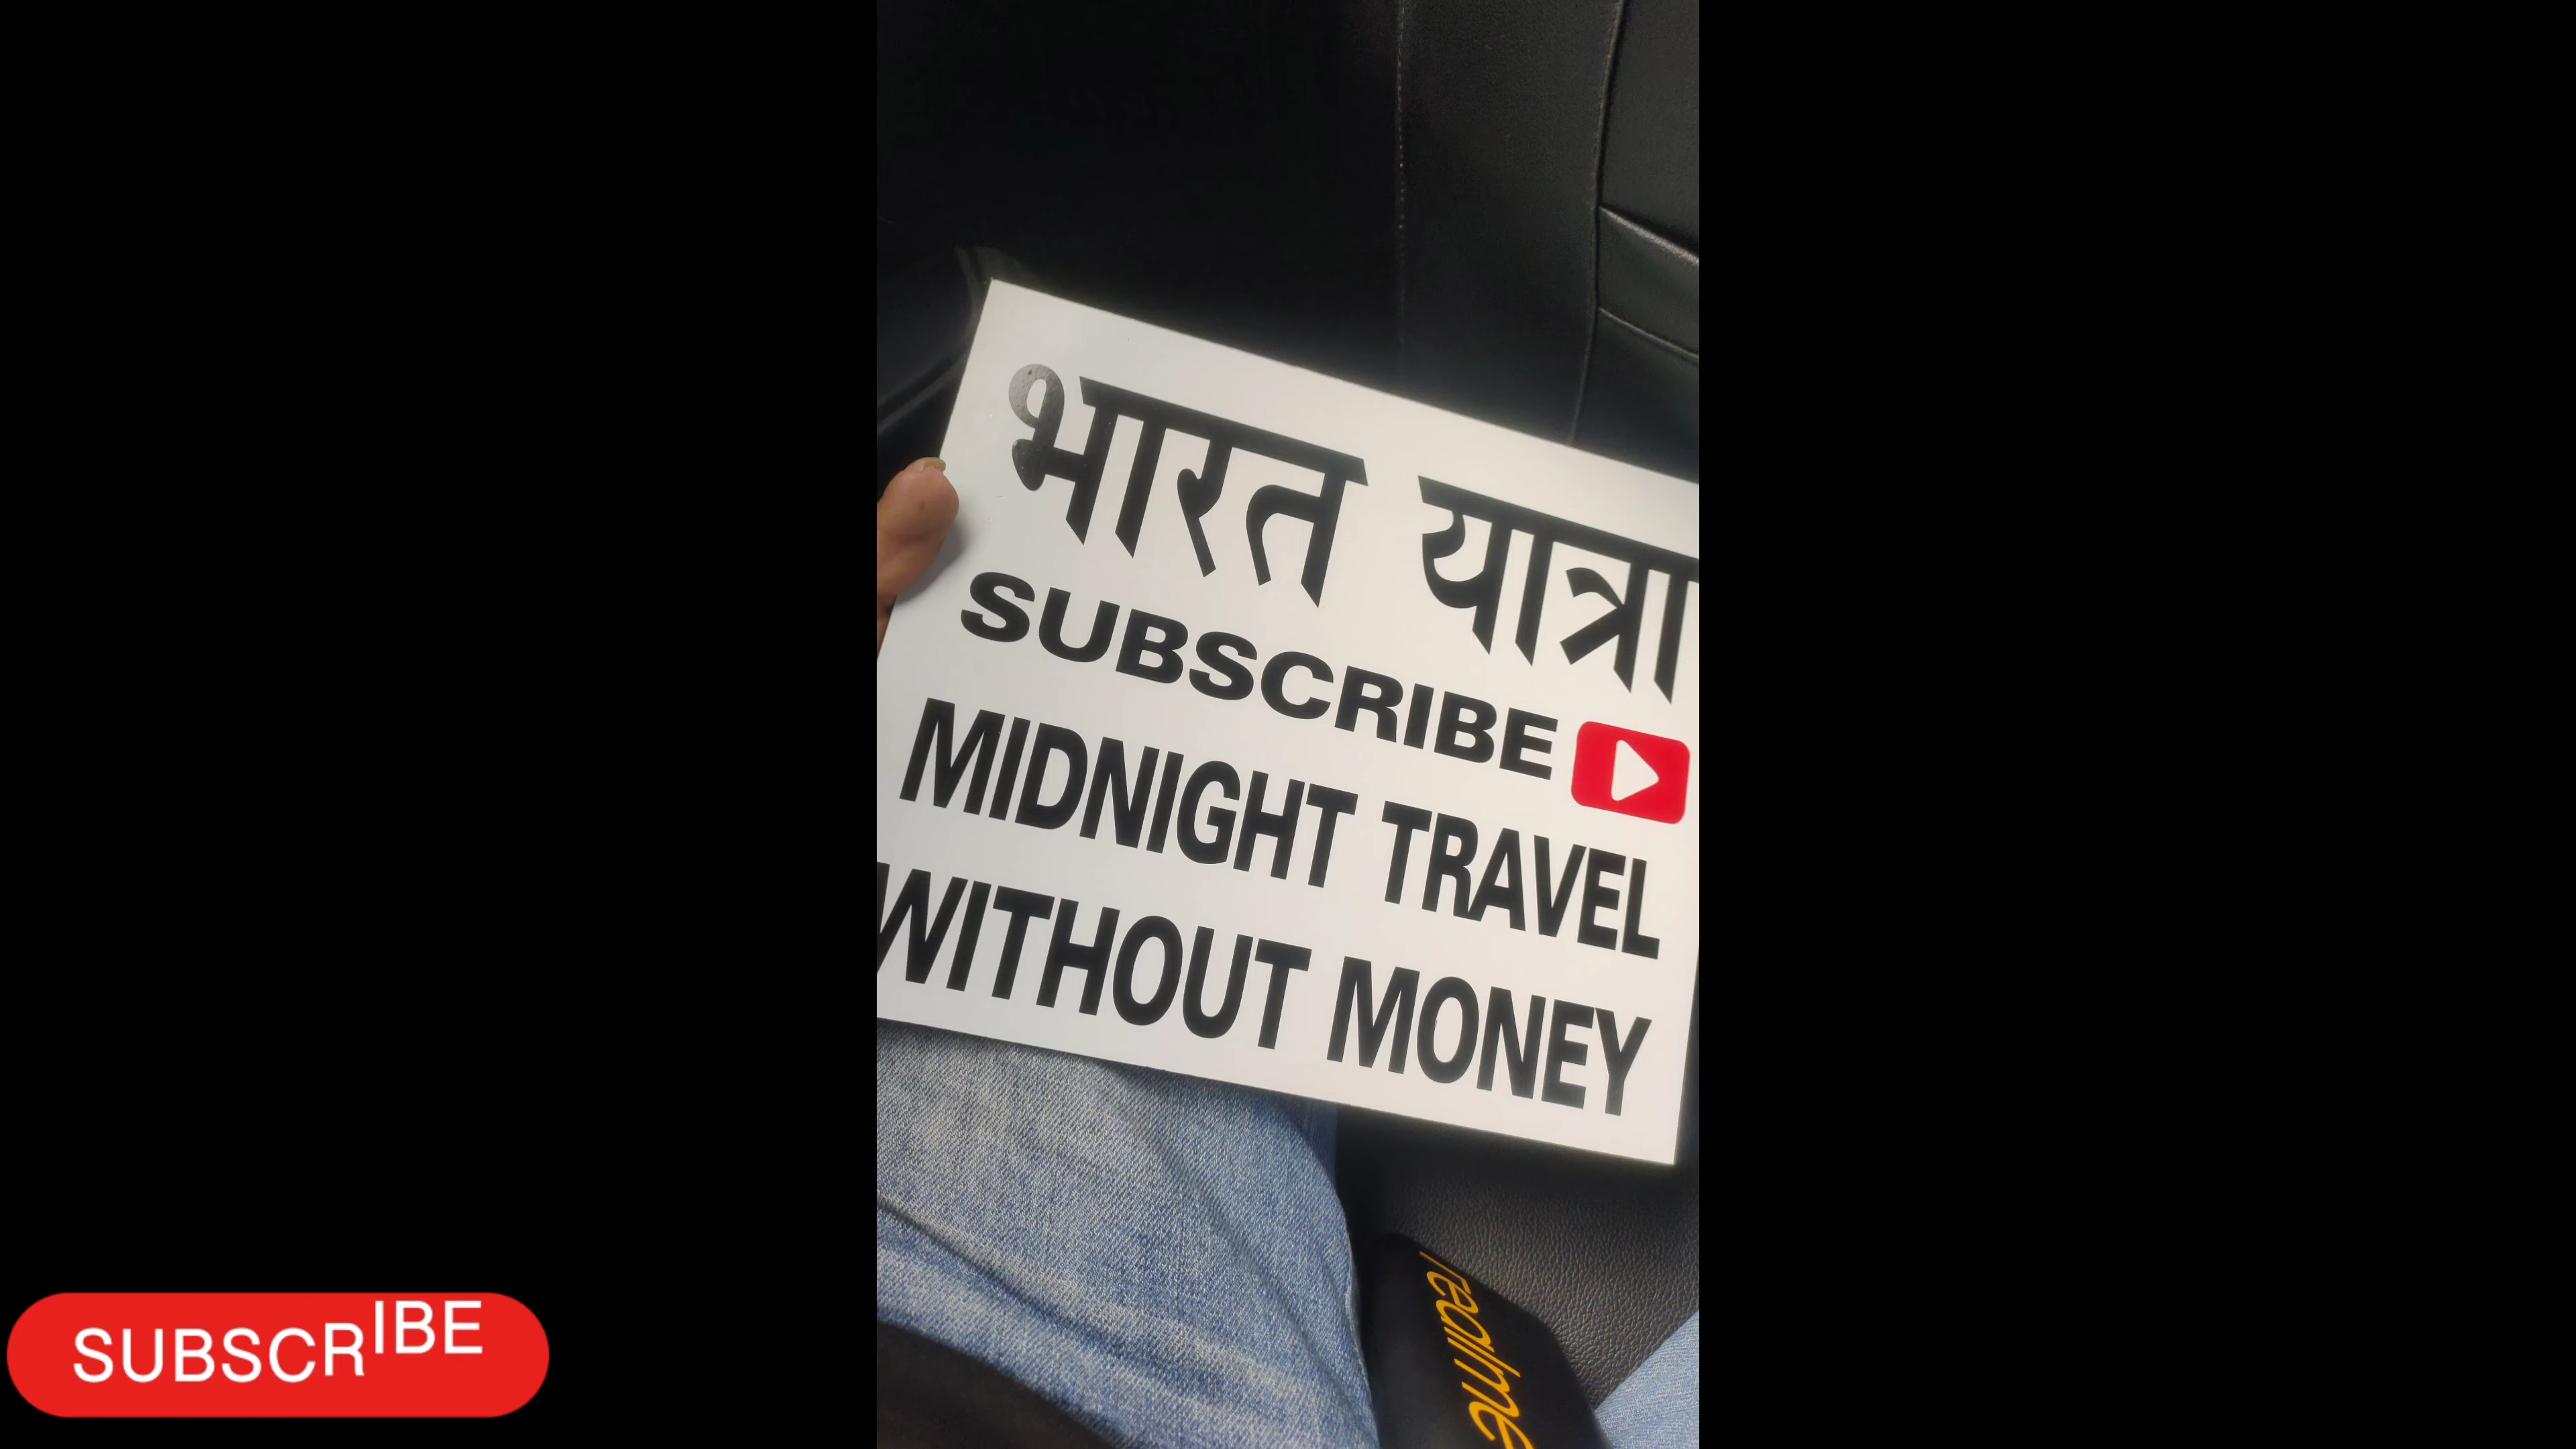 भारत यात्रा
SUBSCRIBE
MIDNIGHT TRAVEL
WITHOUT MONEY
realme
SUBSCRIBE